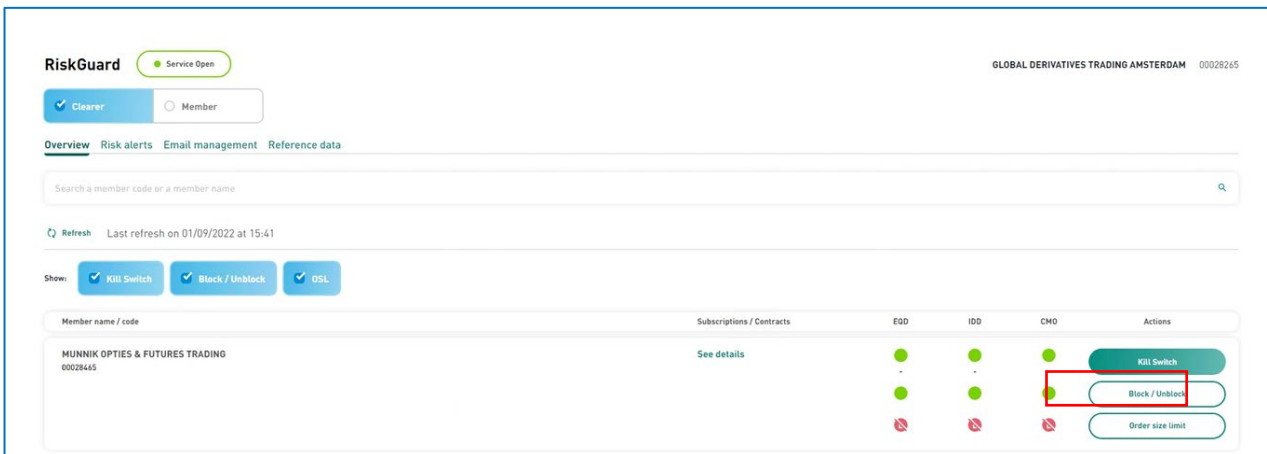 RiskGuard Service Open GLOBAL DERIVATIVES TRADING AMSTERDAM 00028265
Clearer Member
Overview Risk alerts Email management Reference data
Search a member code or a member name
Refresh Last refresh on 01/09/2022 at 15:41
Show: Kill Switch Block / Unblock OSL
Member name / code Subscriptions / Contracts EQD IDD CMO Actions
MUNNIK OPTIES & FUTURES TRADING See details Kill Switch
00028465
- -
Block / Unblock
Order size limit